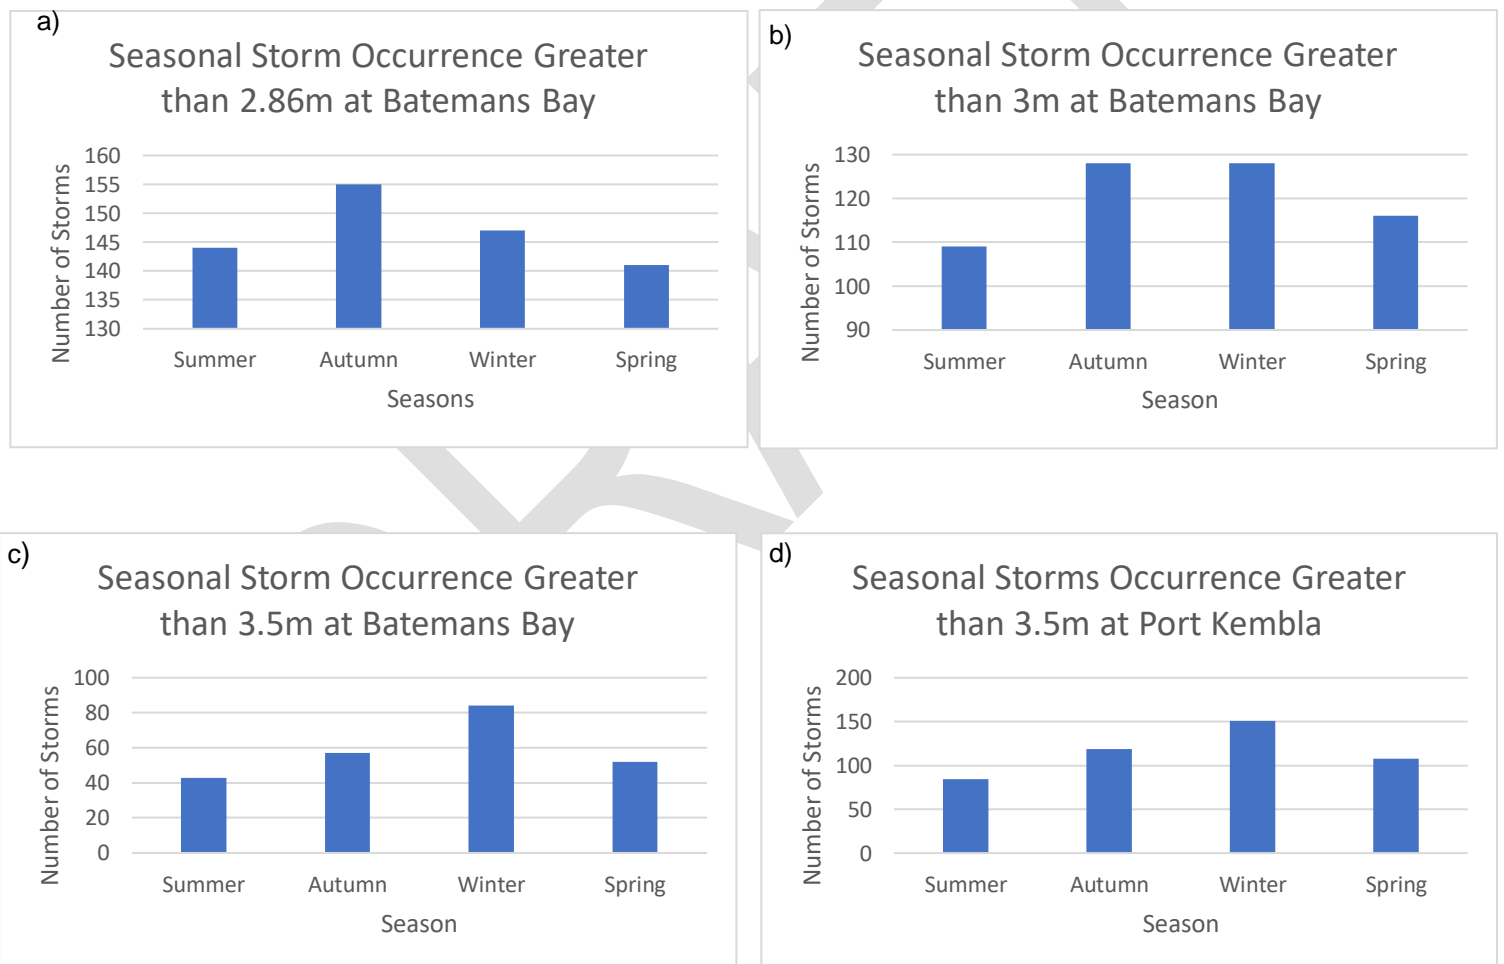 a)
Seasonal Storm Occurrence Greater
than 2.86m at Batemans Bay
Number of Storms
160
155
150
145
140
135
130
Summer Autumn Winter Spring
Seasons
b)
Seasonal Storm Occurrence Greater
than 3m at Batemans Bay
Number of Storms
130
120
110
100
90
Summer Autumn Winter Spring
Season
c)
Seasonal Storm Occurrence Greater
than 3.5m at Batemans Bay
Number of Storms
100
80
60
40
20
0
Summer Autumn Winter Spring
Season
d)
Seasonal Storms Occurrence Greater
than 3.5m at Port Kembla
Number of Storms
200
150
100
50
0
Summer Autumn Winter Spring
Season